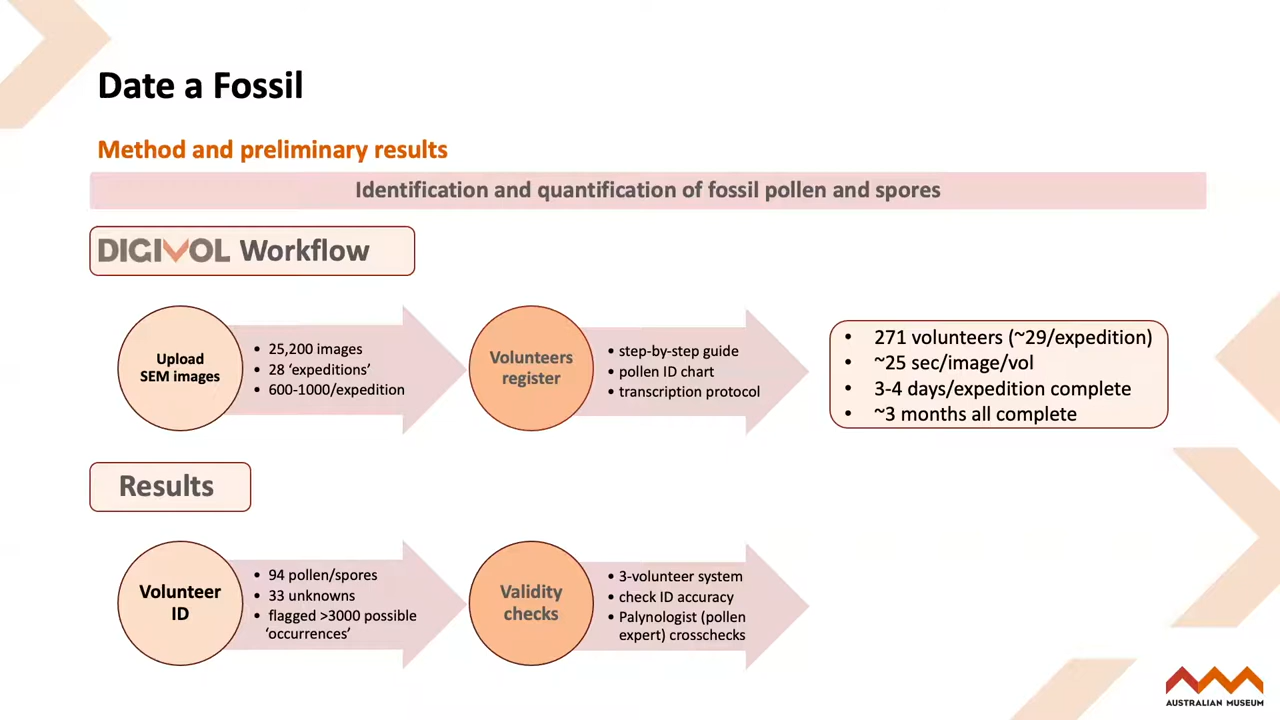 Date a Fossil
Method and preliminary results
Identification and quantification of fossil pollen and spores
DIGIVOL Workflow
Upload
SEM images
• 25,200 images
• 28 ‘expeditions’
• 600-1000/expedition
Volunteers
register
• step-by-step guide
• pollen ID chart
• transcription protocol
• 271 volunteers (~29/expedition)
• ~25 sec/image/vol
• 3-4 days/expedition complete
• ~3 months all complete
Results
Volunteer
ID
• 94 pollen/spores
• 33 unknowns
• flagged >3000 possible
‘occurrences’
Validity
checks
• 3-volunteer system
• check ID accuracy
• Palynologist (pollen
expert) crosschecks
AUSTRALIAN MUSEUM